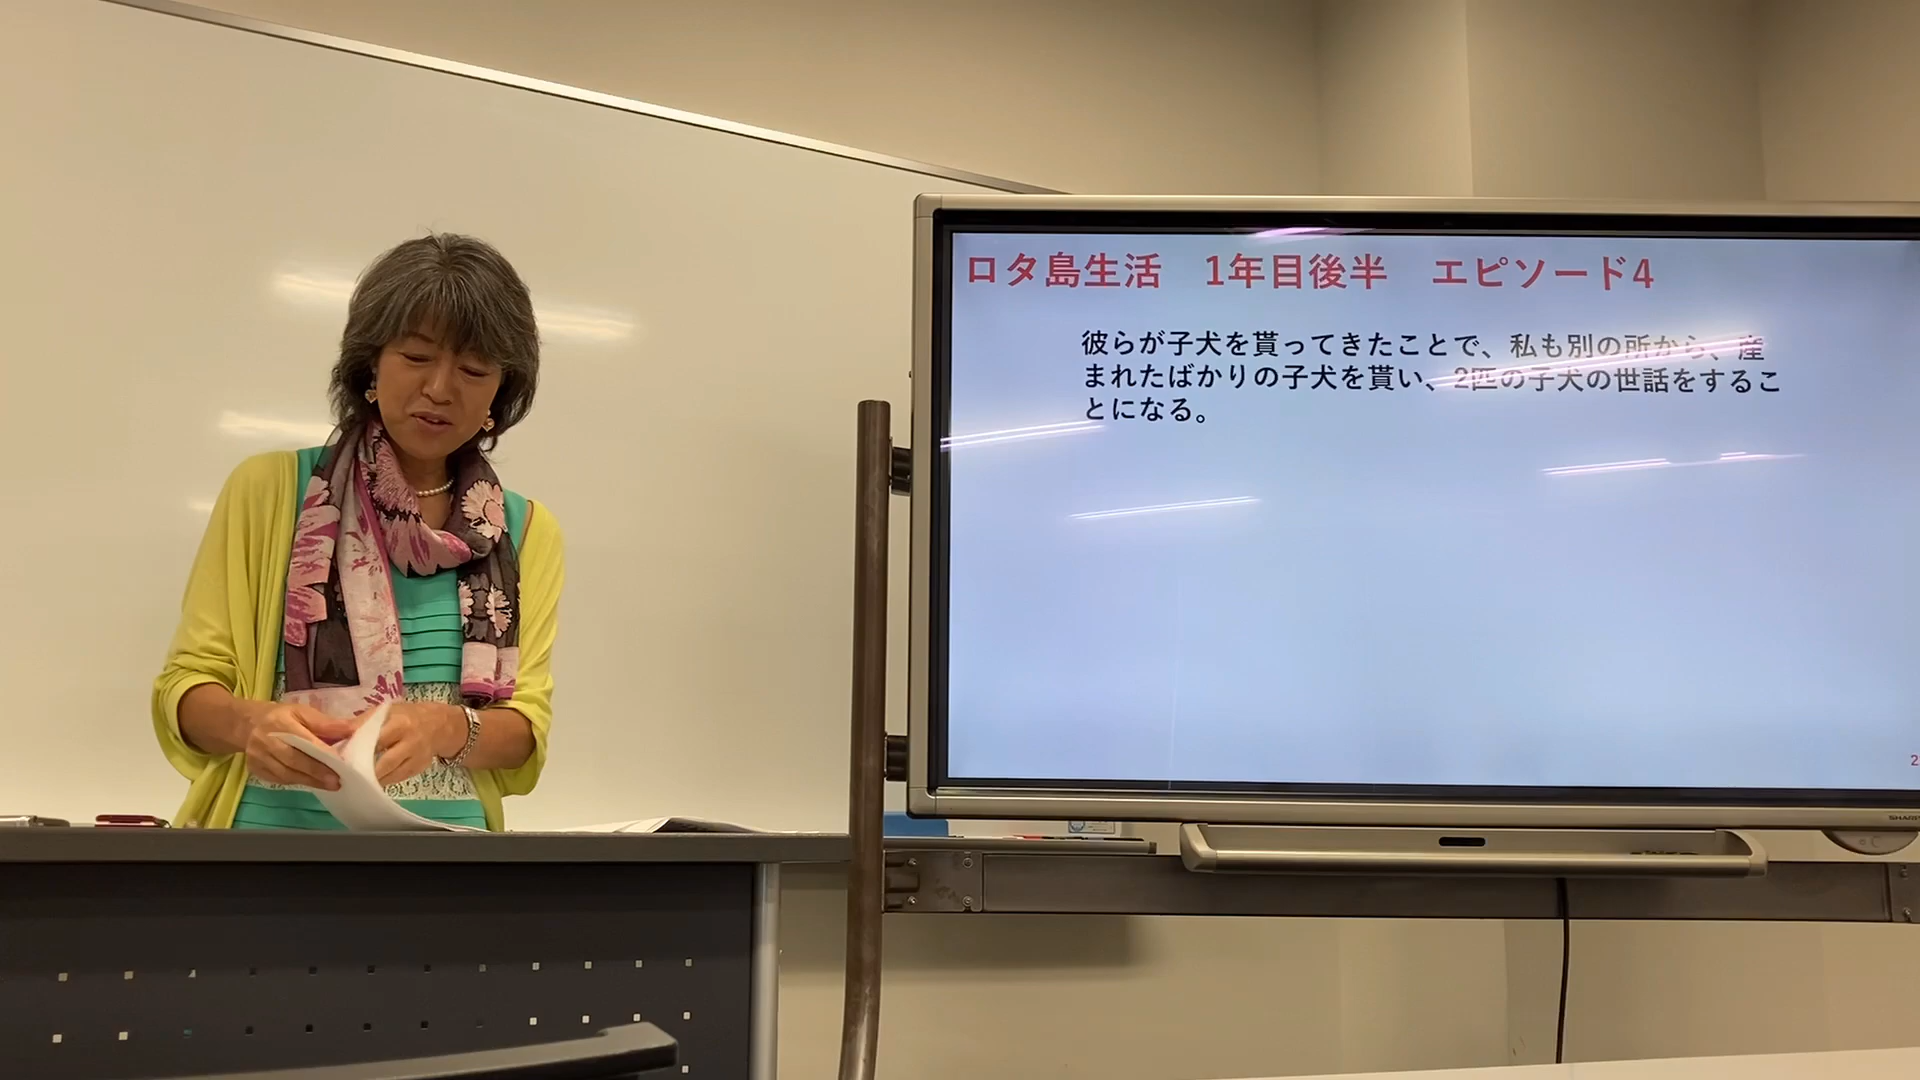 ロタ島生活　1年目後半　エピソード4
彼らが子犬を貰ってきたことで、私も別の所から、産
まれたばかりの子犬を貰い、2匹の子犬の世話をするこ
とになる。
2
SHARP